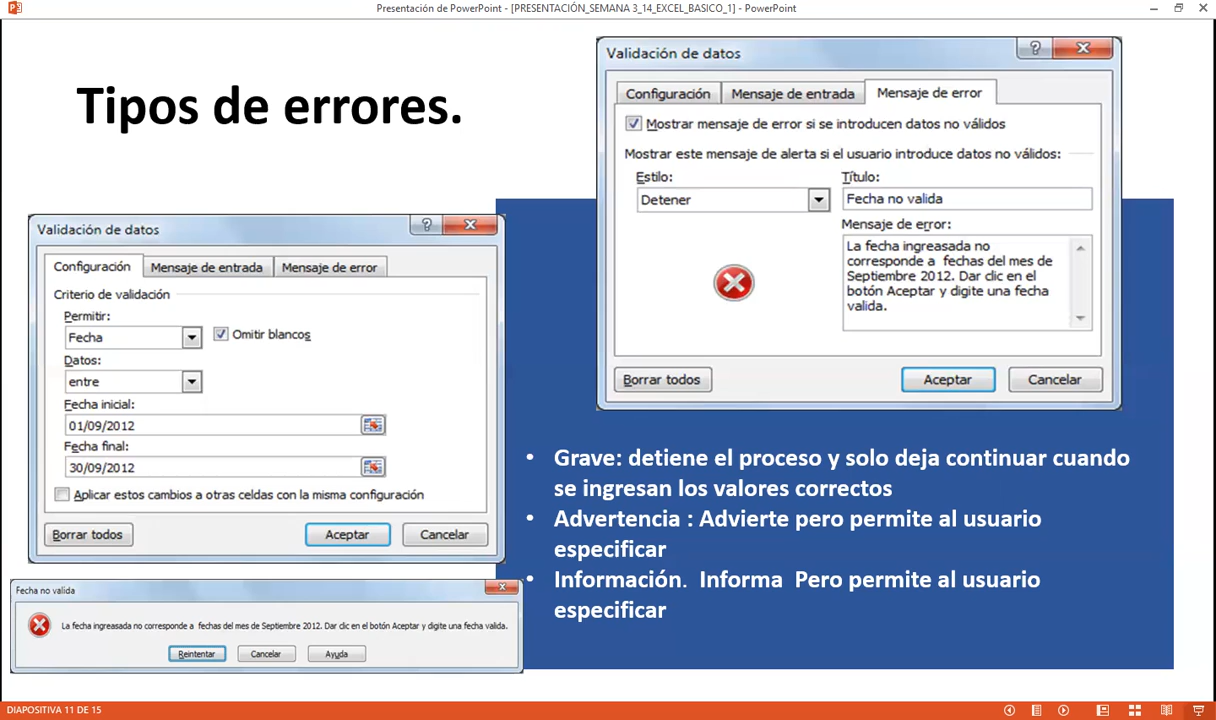 Presentación de PowerPoint - [PRESENTACIÓN_SEMANA 3_14_EXCEL_BASICO_1] - PowerPoint
Tipos de errores.
Validación de datos
Configuración
Mensaje de entrada
Mensaje de error
Mostrar mensaje de error si se introducen datos no válidos
Mostrar este mensaje de alerta si el usuario introduce datos no válidos:
Estilo:
Detener
Título:
Fecha no valida
Mensaje de error:
La fecha ingreasada no
corresponde a fechas del mes de
Septiembre 2012. Dar clic en el
botón Aceptar y digite una fecha
valida.
Borrar todos
Aceptar
Cancelar
Validación de datos
Configuración
Mensaje de entrada
Mensaje de error
Criterio de validación
Permitir:
Fecha
Omitir blancos
Datos:
entre
Fecha inicial:
01/09/2012
Fecha final:
30/09/2012
Aplicar estos cambios a otras celdas con la misma configuración
Borrar todos
Aceptar
Cancelar
Fecha no valida
La fecha ingreasada no corresponde a fechas del mes de Septiembre 2012. Dar clic en el botón Aceptar y digite una fecha valida.
Reintentar
Cancelar
Ayuda
• Grave: detiene el proceso y solo deja continuar cuando
se ingresan los valores correctos
• Advertencia : Advierte pero permite al usuario
especificar
• Información. Informa Pero permite al usuario
especificar
DIAPOSITIVA 11 DE 15